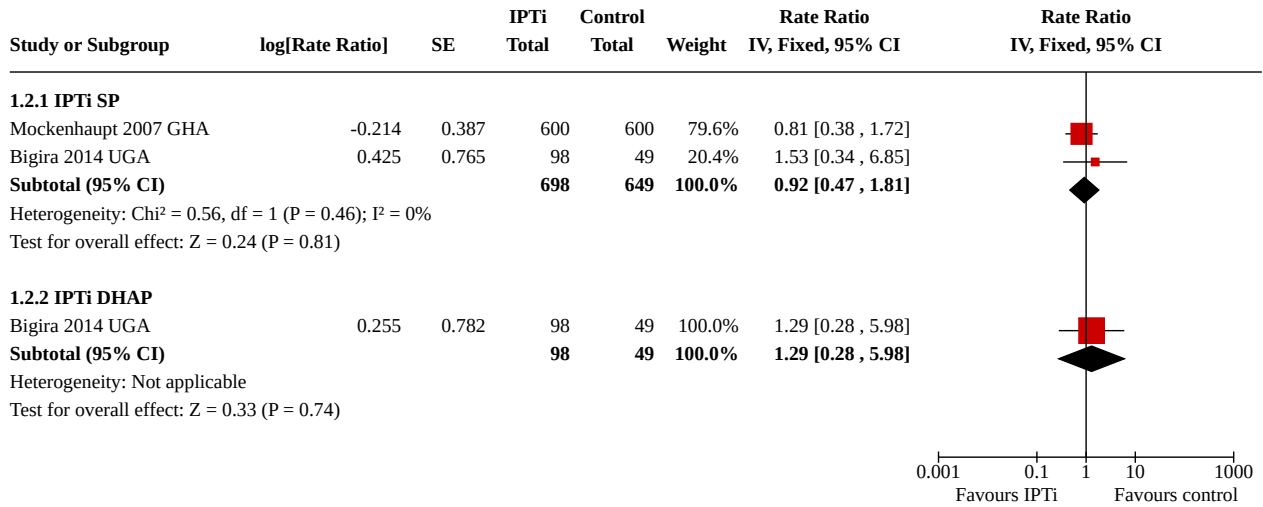 IPTi Control Rate Ratio Rate Ratio
Study or Subgroup log[Rate Ratio] SE Total Total Weight IV, Fixed, 95% CI IV, Fixed, 95% CI
1.2.1 IPTi SP
Mockenhaupt 2007 GHA -0.214 0.387 600 600 79.6% 0.81 [0.38 , 1.72]
Bigira 2014 UGA 0.425 0.765 98 49 20.4% 1.53 [0.34 , 6.85]
Subtotal (95% CI) 698 649 100.0% 0.92 [0.47 , 1.81]
Heterogeneity: Chi² = 0.56, df = 1 (P = 0.46); I² = 0%
Test for overall effect: Z = 0.24 (P = 0.81)
1.2.2 IPTi DHAP
Bigira 2014 UGA 0.255 0.782 98 49 100.0% 1.29 [0.28 , 5.98]
Subtotal (95% CI) 98 49 100.0% 1.29 [0.28 , 5.98]
Heterogeneity: Not applicable
Test for overall effect: Z = 0.33 (P = 0.74)
0.001 0.1 1 10 1000
Favours IPTi Favours control